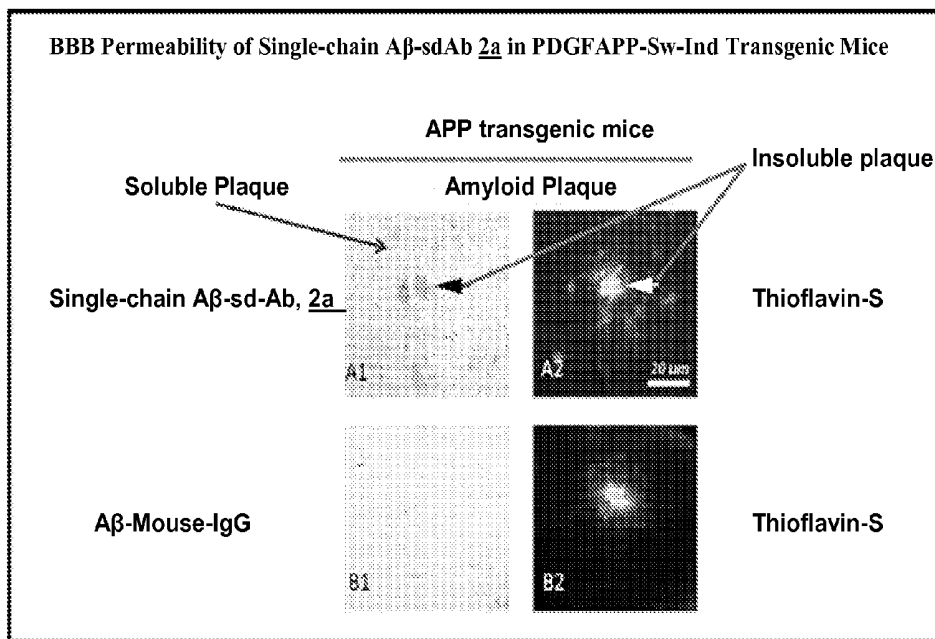 BBB Permeability of Single-chain Aβ-sdAb 2a in PDGFAPP-Sw-Ind Transgenic Mice
APP transgenic mice
Insoluble plaque
Soluble Plaque
Amyloid Plaque
Single-chain Aβ-sd-Ab, 2a
Thioflavin-S
A1
A2
20 µm
Aβ-Mouse-IgG
Thioflavin-S
B1
B2